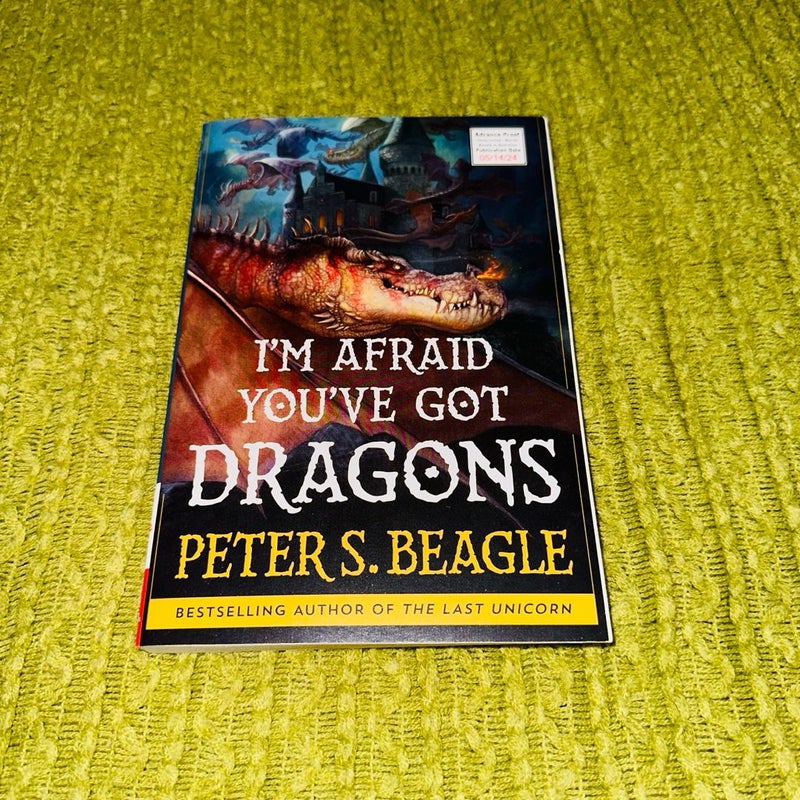 Advance Proof
Publication Date
05/14/24
I'M AFRAID
YOU'VE GOT
DRAGONS
PETER S. BEAGLE
BESTSELLING AUTHOR OF THE LAST UNICORN